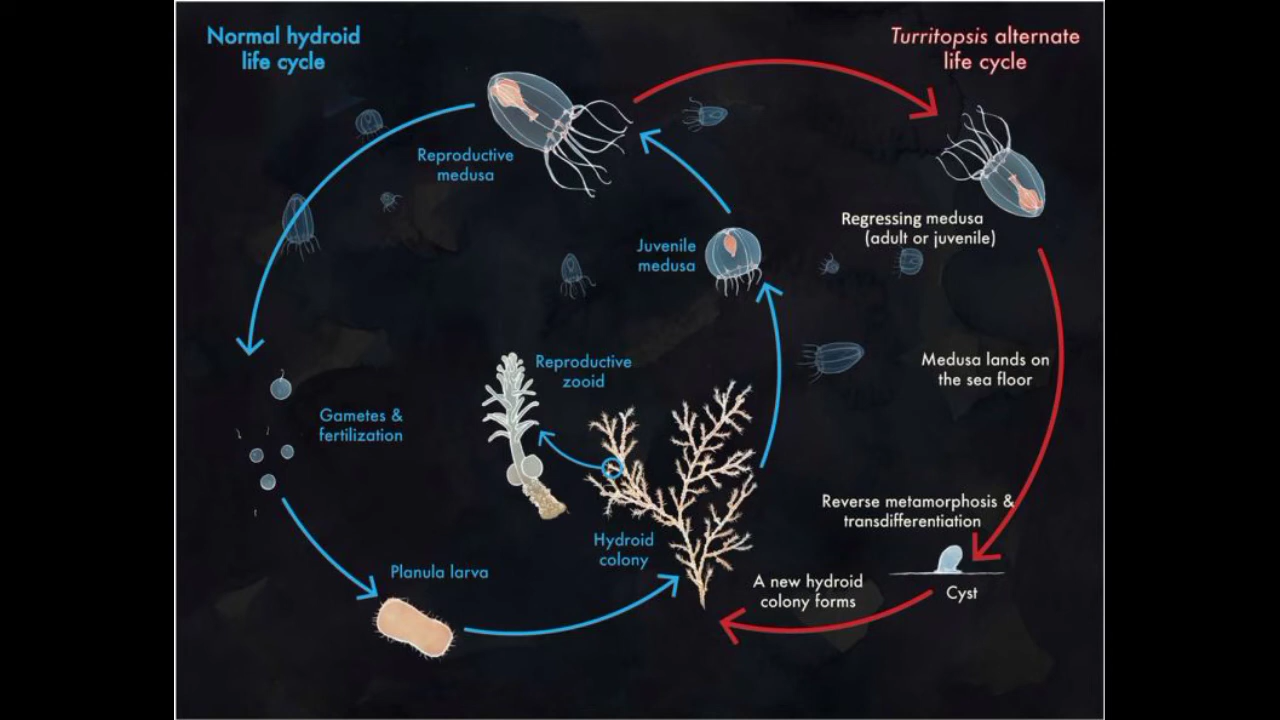 Normal hydroid
life cycle
Turritopsis alternate
life cycle
Reproductive
medusa
Regressing medusa
(adult or juvenile)
Juvenile
medusa
Medusa lands on
the sea floor
Reproductive
zooid
Gametes &
fertilization
Reverse metamorphosis &
transdifferentiation
Hydroid
colony
Planula larva
A new hydroid
colony forms
Cyst